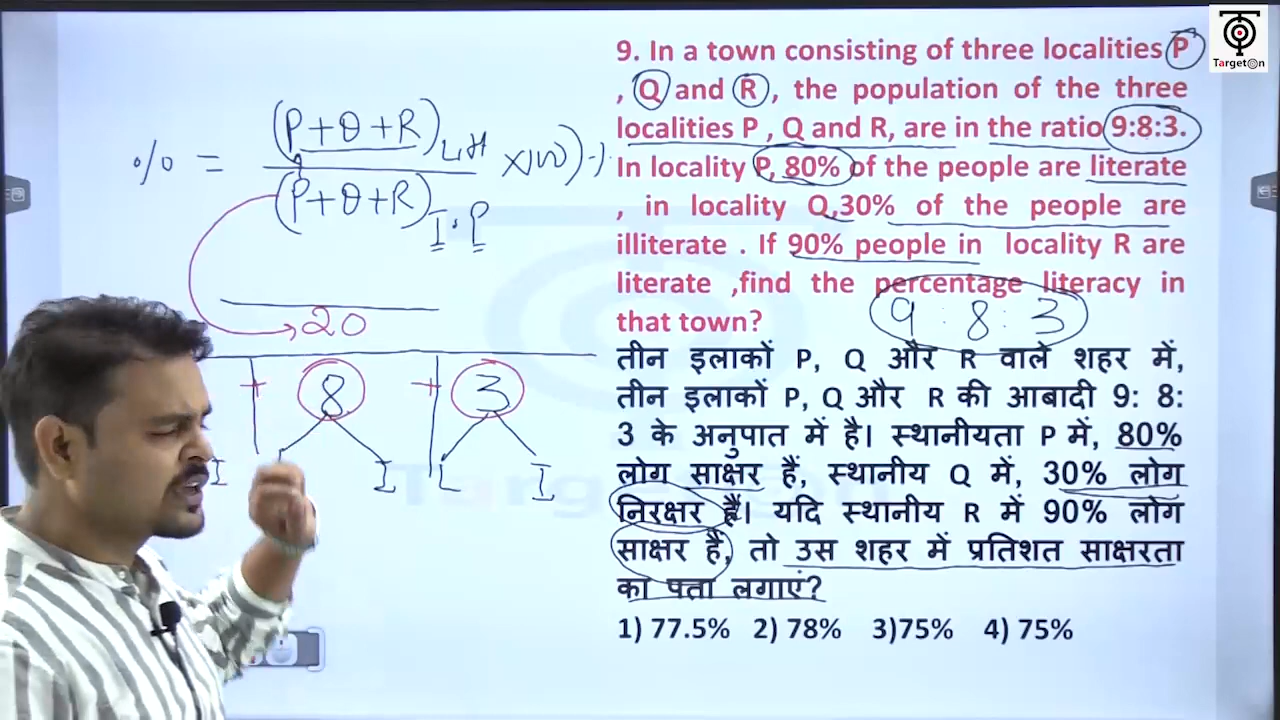 TargetOn
9. In a town consisting of three localities P
, Q and R, the population of the three
localities P , Q and R, are in the ratio 9:8:3.
In locality P, 80% of the people are literate
, in locality Q,30% of the people are
illiterate . If 90% people in locality R are
literate ,find the percentage literacy in
that town?
9 : 8 : 3
तीन इलाकों P, Q और R वाले शहर में,
तीन इलाकों P, Q और R की आबादी 9: 8:
3 के अनुपात में है। स्थानीयता P में, 80%
लोग साक्षर हैं, स्थानीय Q में, 30% लोग
निरक्षर हैं। यदि स्थानीय R में 90% लोग
साक्षर हैं, तो उस शहर में प्रतिशत साक्षरता
का पता लगाएं?
1) 77.5% 2) 78% 3)75% 4) 75%
% = (P+Q+R) ×100)
(P+Q+R) I.P
20
+ 8 + 3
I I L I